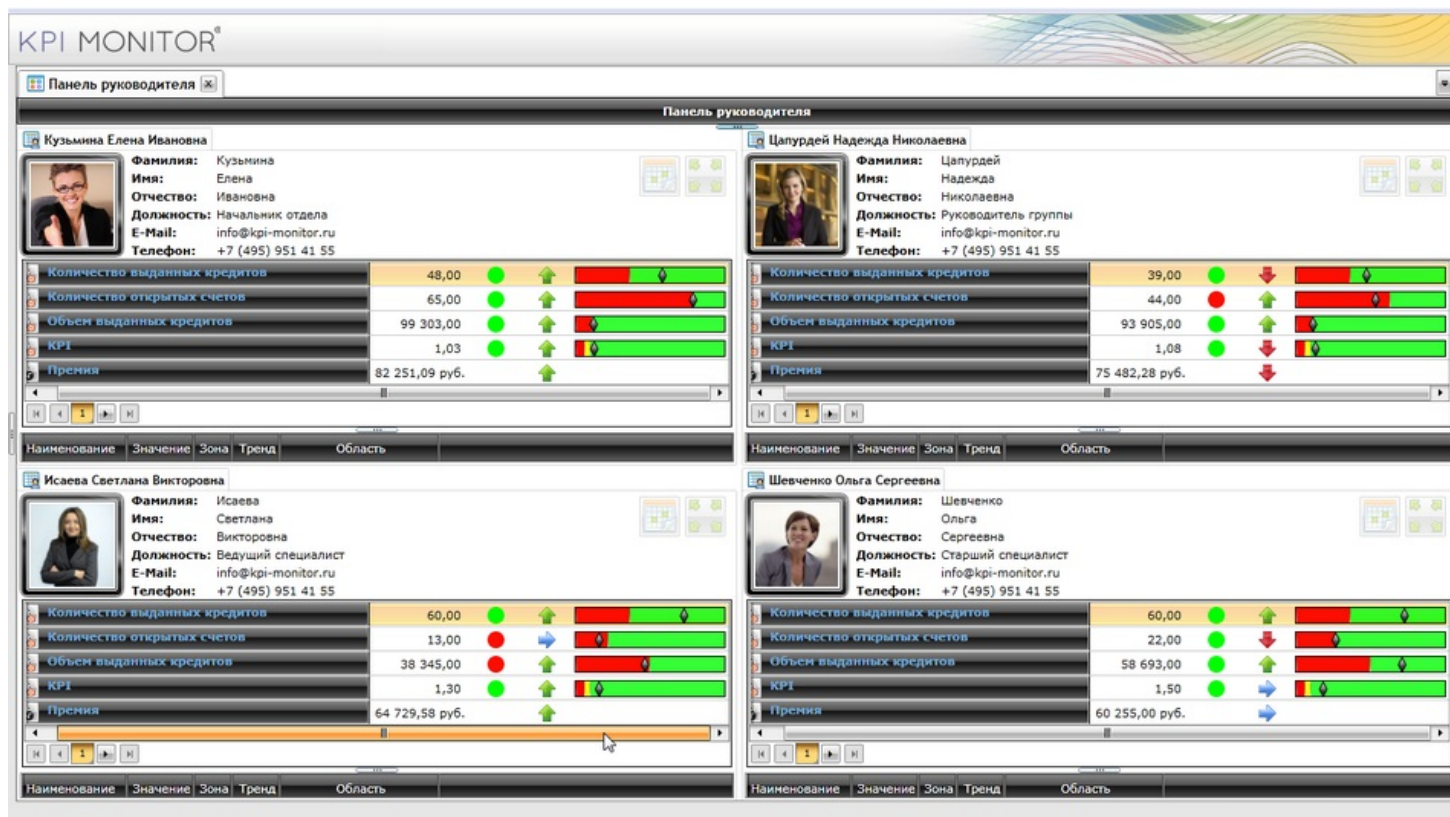 KPI MONITOR®
Панель руководителя
Панель руководителя
Кузьмина Елена Ивановна
Фамилия: Кузьмина
Имя: Елена
Отчество: Ивановна
Должность: Начальник отдела
E-Mail: info@kpi-monitor.ru
Телефон: +7 (495) 951 41 55
Количество выданных кредитов 48,00
Количество открытых счетов 65,00
Объем выданных кредитов 99 303,00
KPI 1,03
Премия 82 251,09 руб.
1
Наименование Значение Зона Тренд Область
Цапурдей Надежда Николаевна
Фамилия: Цапурдей
Имя: Надежда
Отчество: Николаевна
Должность: Руководитель группы
E-Mail: info@kpi-monitor.ru
Телефон: +7 (495) 951 41 55
Количество выданных кредитов 39,00
Количество открытых счетов 44,00
Объем выданных кредитов 93 905,00
KPI 1,08
Премия 75 482,28 руб.
1
Наименование Значение Зона Тренд Область
Исаева Светлана Викторовна
Фамилия: Исаева
Имя: Светлана
Отчество: Викторовна
Должность: Ведущий специалист
E-Mail: info@kpi-monitor.ru
Телефон: +7 (495) 951 41 55
Количество выданных кредитов 60,00
Количество открытых счетов 13,00
Объем выданных кредитов 38 345,00
KPI 1,30
Премия 64 729,58 руб.
1
Наименование Значение Зона Тренд Область
Шевченко Ольга Сергеевна
Фамилия: Шевченко
Имя: Ольга
Отчество: Сергеевна
Должность: Старший специалист
E-Mail: info@kpi-monitor.ru
Телефон: +7 (495) 951 41 55
Количество выданных кредитов 60,00
Количество открытых счетов 22,00
Объем выданных кредитов 58 693,00
KPI 1,50
Премия 60 255,00 руб.
1
Наименование Значение Зона Тренд Область